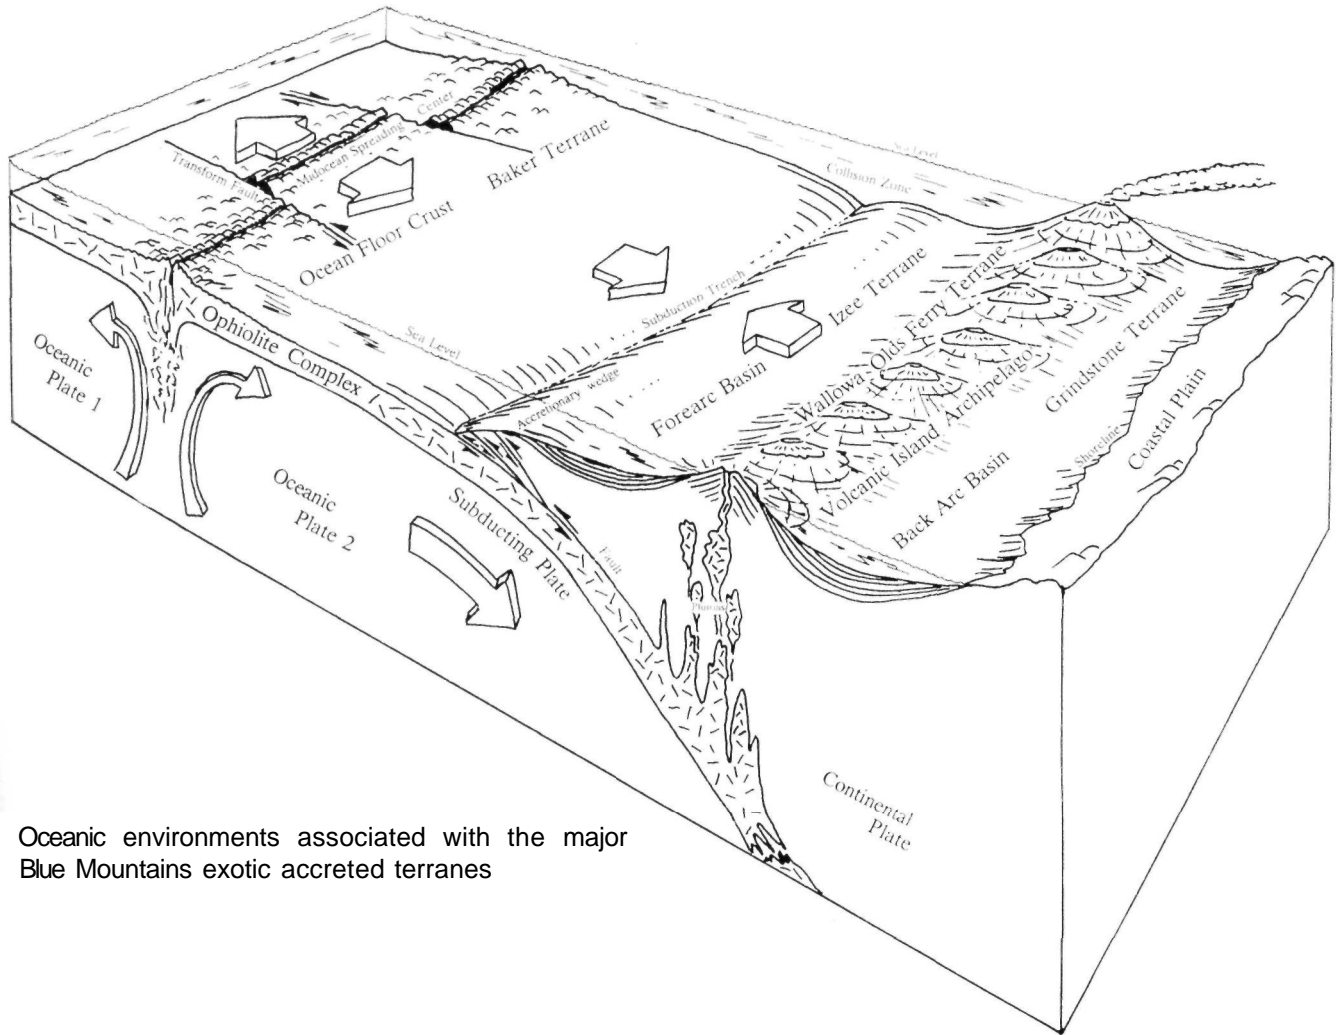 Sea Level
Collision Zone
Center
Midocean Spreading
Transform Fault
Baker Terrane
Ocean Floor Crust
Subduction Trench
Izee Terrane
Wallowa-Olds Ferry Terrane
Grindstone Terrane
Ophiolite Complex
Sea Level
Accretionary wedge
Forearc Basin
Volcanic Island Archipelago
Back Arc Basin
Shoreline
Coastal Plain
Oceanic
Plate 1
Oceanic
Plate 2
Subducting Plate
Fault
Plutons
Continental
Plate
Oceanic environments associated with the major
Blue Mountains exotic accreted terranes